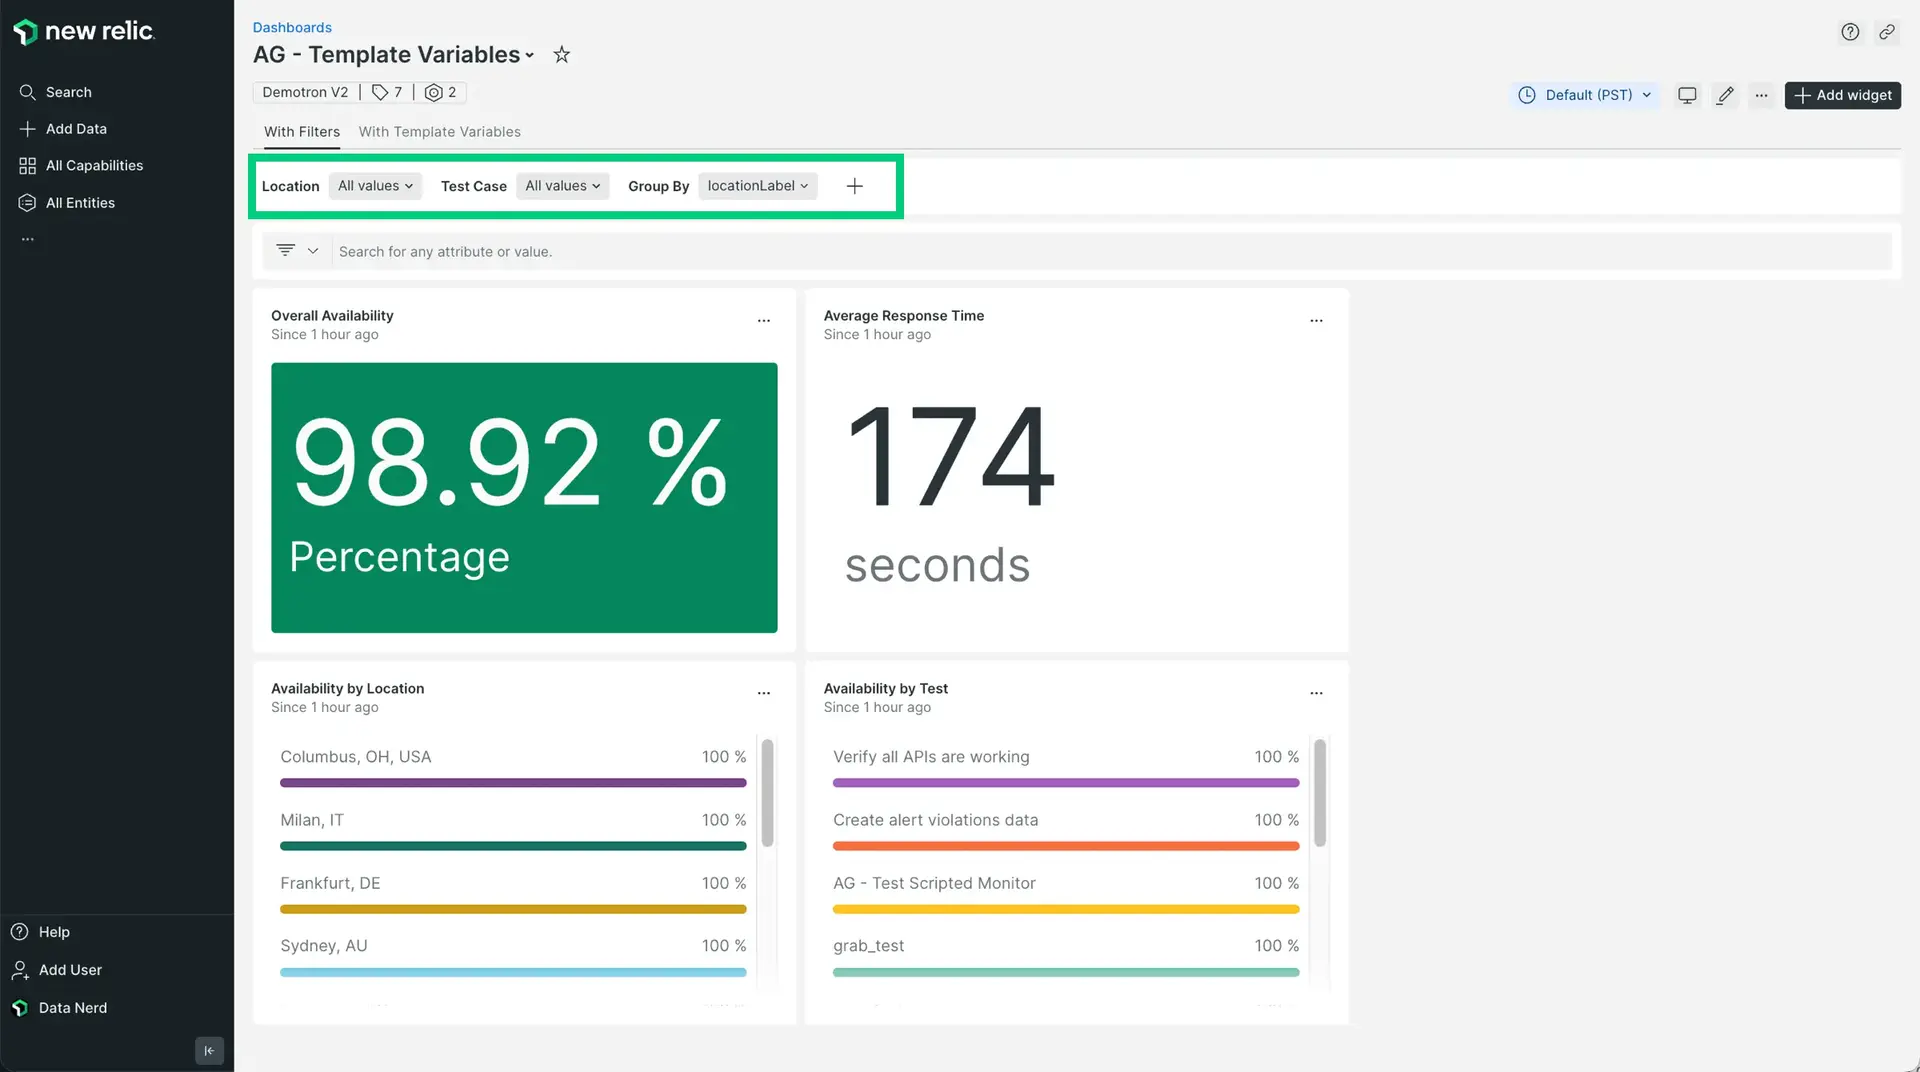 new relic.
Search
Add Data
All Capabilities
All Entities
...
Help
Add User
Data Nerd
Dashboards
AG - Template Variables
Demotron V2 | 7 | 2
Default (PST)
...
Add widget
With Filters With Template Variables
Location All values Test Case All values Group By locationLabel +
Search for any attribute or value.
Overall Availability
...
Since 1 hour ago
98.92 %
Percentage
Average Response Time
...
Since 1 hour ago
174
seconds
Availability by Location
...
Since 1 hour ago
Columbus, OH, USA 100 %
Milan, IT 100 %
Frankfurt, DE 100 %
Sydney, AU 100 %
Availability by Test
...
Since 1 hour ago
Verify all APIs are working 100 %
Create alert violations data 100 %
AG - Test Scripted Monitor 100 %
grab_test 100 %